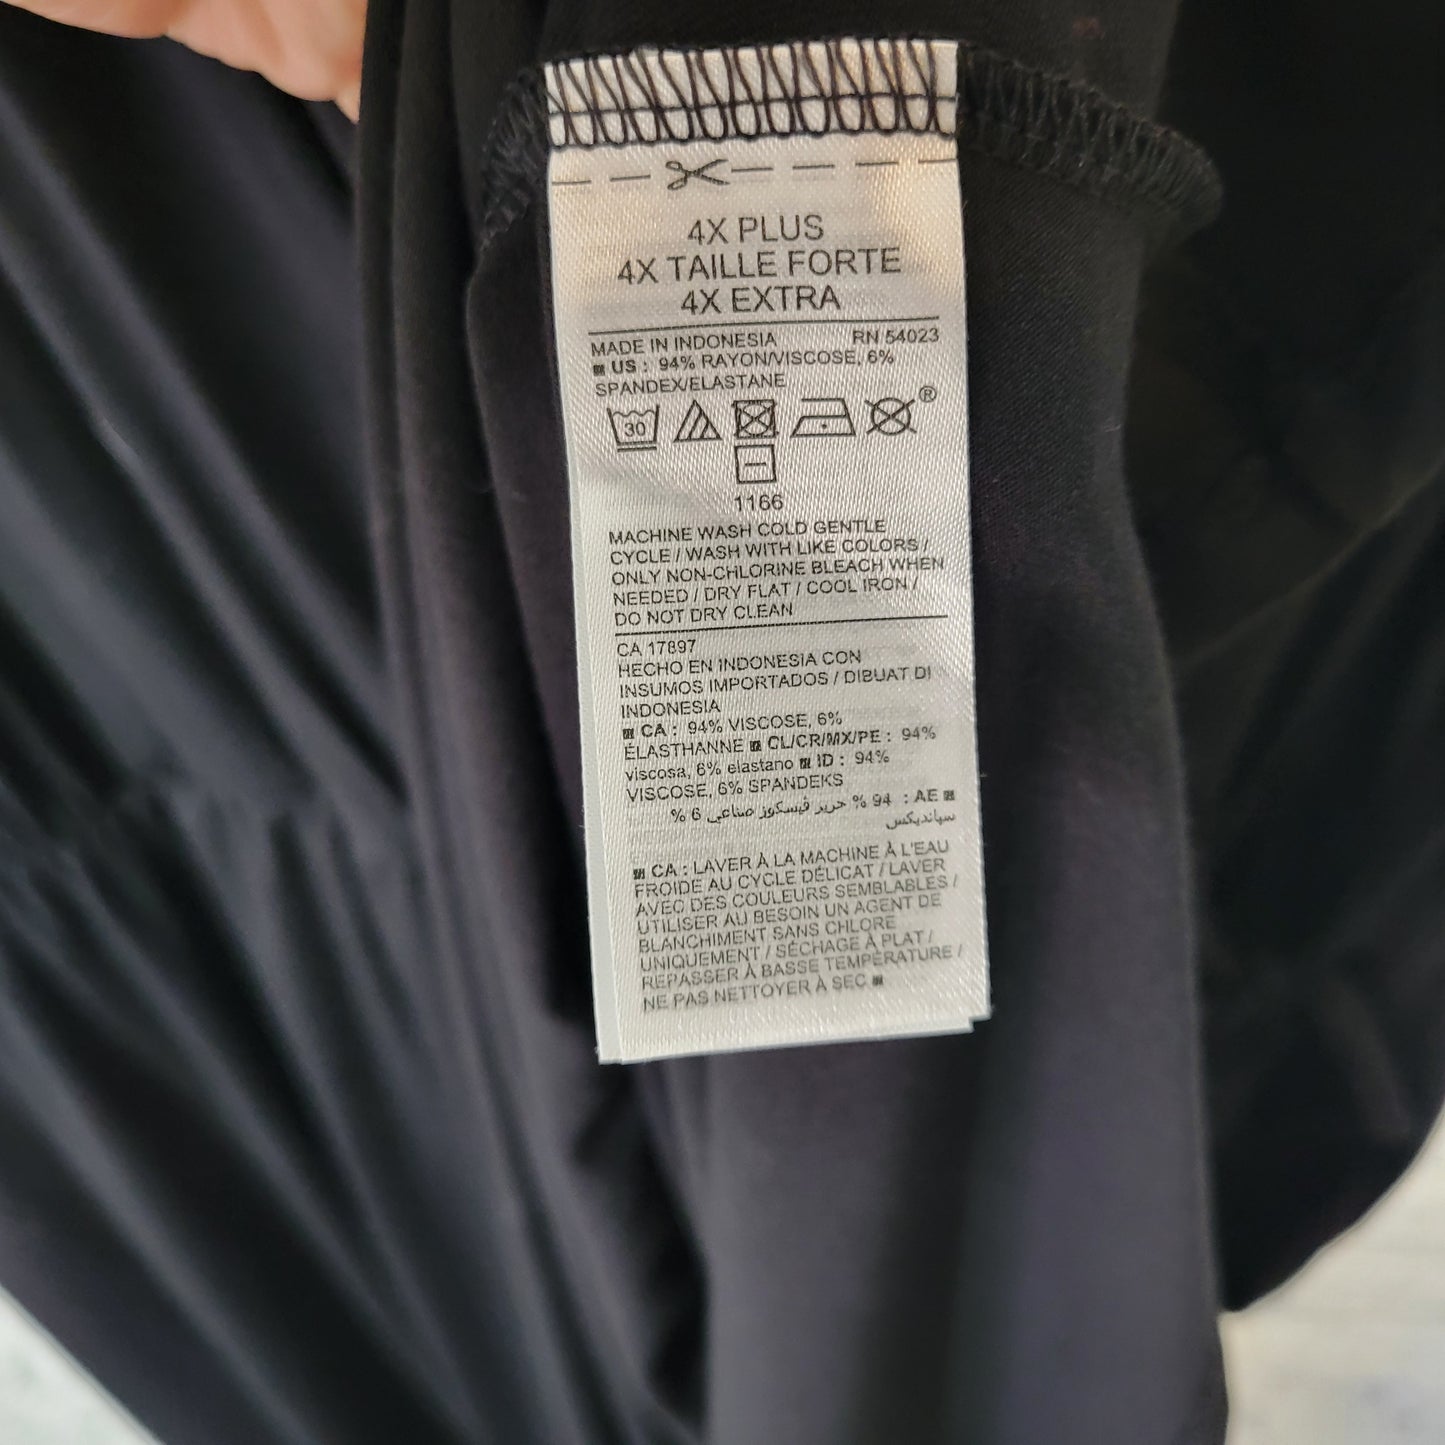 4X PLUS
4X TAILLE FORTE
4X EXTRA
MADE IN INDONESIA RN 54023
US : 94% RAYON/VISCOSE, 6%
SPANDEX/ELASTANE
30 ®
1166
MACHINE WASH COLD GENTLE
CYCLE / WASH WITH LIKE COLORS /
ONLY NON-CHLORINE BLEACH WHEN
NEEDED / DRY FLAT / COOL IRON /
DO NOT DRY CLEAN
CA 17897
HECHO EN INDONESIA CON
INSUMOS IMPORTADOS / DIBUAT DI
INDONESIA
CA : 94% VISCOSE, 6%
ÉLASTHANNE CL/CR/MX/PE : 94%
viscosa, 6% elastano ID : 94%
VISCOSE, 6% SPANDEKS
AE : 94 % حرير فيسكوز صناعي 6 %
سپانديكس
CA : LAVER À LA MACHINE À L'EAU
FROIDE AU CYCLE DÉLICAT / LAVER
AVEC DES COULEURS SEMBLABLES /
UTILISER AU BESOIN UN AGENT DE
BLANCHIMENT SANS CHLORE
UNIQUEMENT / SÉCHAGE À PLAT /
REPASSER À BASSE TEMPÉRATURE /
NE PAS NETTOYER À SEC